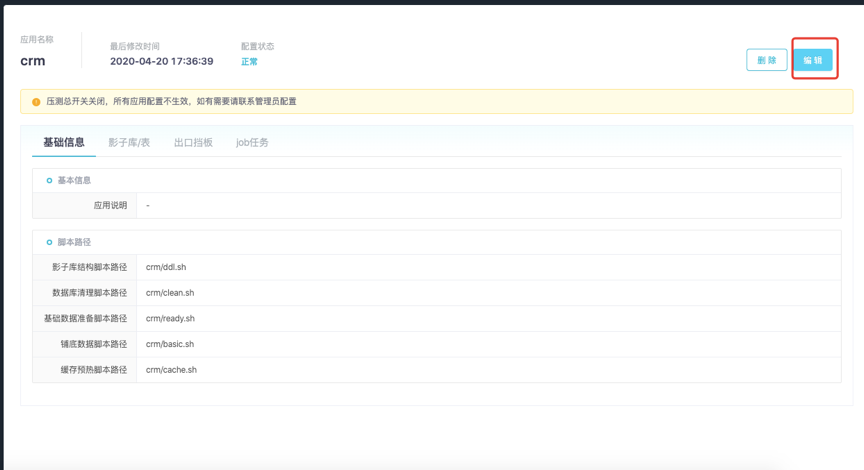 应用名称
crm
最后修改时间
2020-04-20 17:36:39
配置状态
正常
删 除
编 辑
压测总开关关闭，所有应用配置不生效，如有需要请联系管理员配置
基础信息 影子库/表 出口挡板 job任务
基本信息
应用说明 -
脚本路径
影子库结构脚本路径 crm/ddl.sh
数据库清理脚本路径 crm/clean.sh
基础数据准备脚本路径 crm/ready.sh
铺底数据脚本路径 crm/basic.sh
缓存预热脚本路径 crm/cache.sh